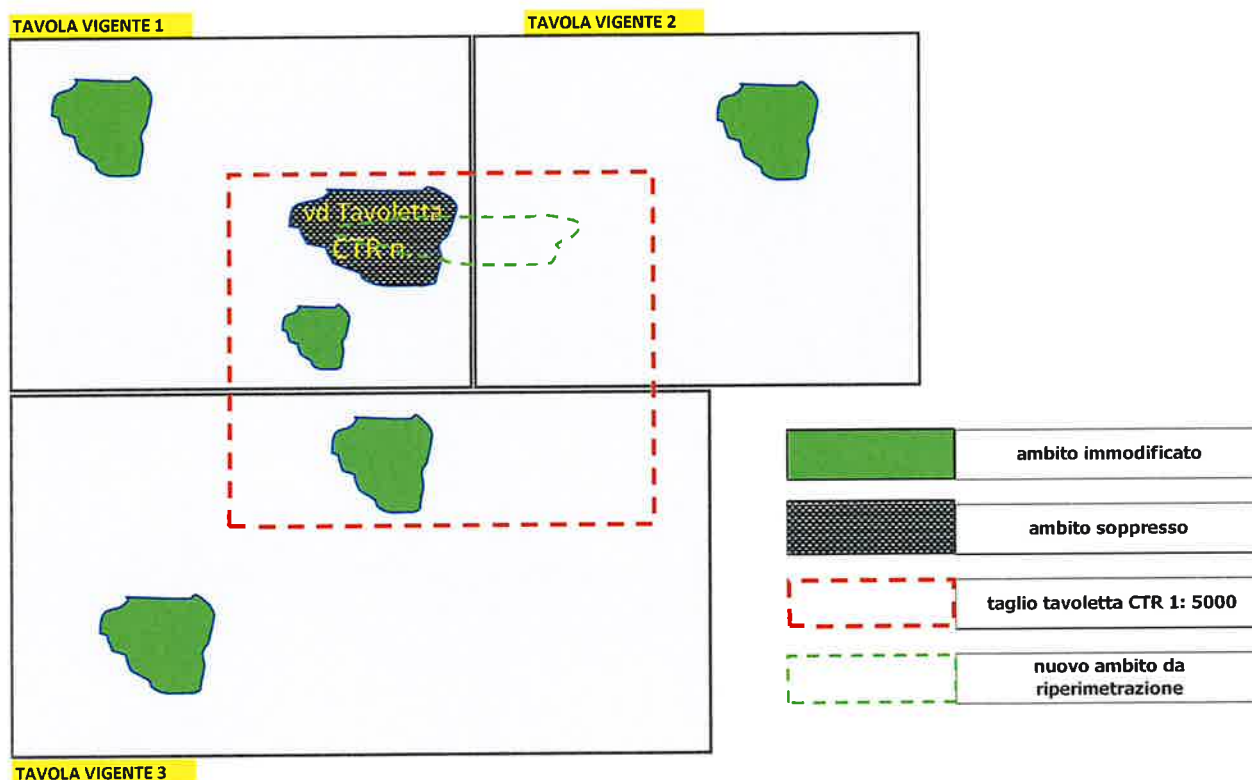 TAVOLA VIGENTE 1
TAVOLA VIGENTE 2
vd Tavoletta
CTR n.
ambito immodificato
ambito soppresso
taglio tavoletta CTR 1: 5000
nuovo ambito da
riperimetrazione
TAVOLA VIGENTE 3